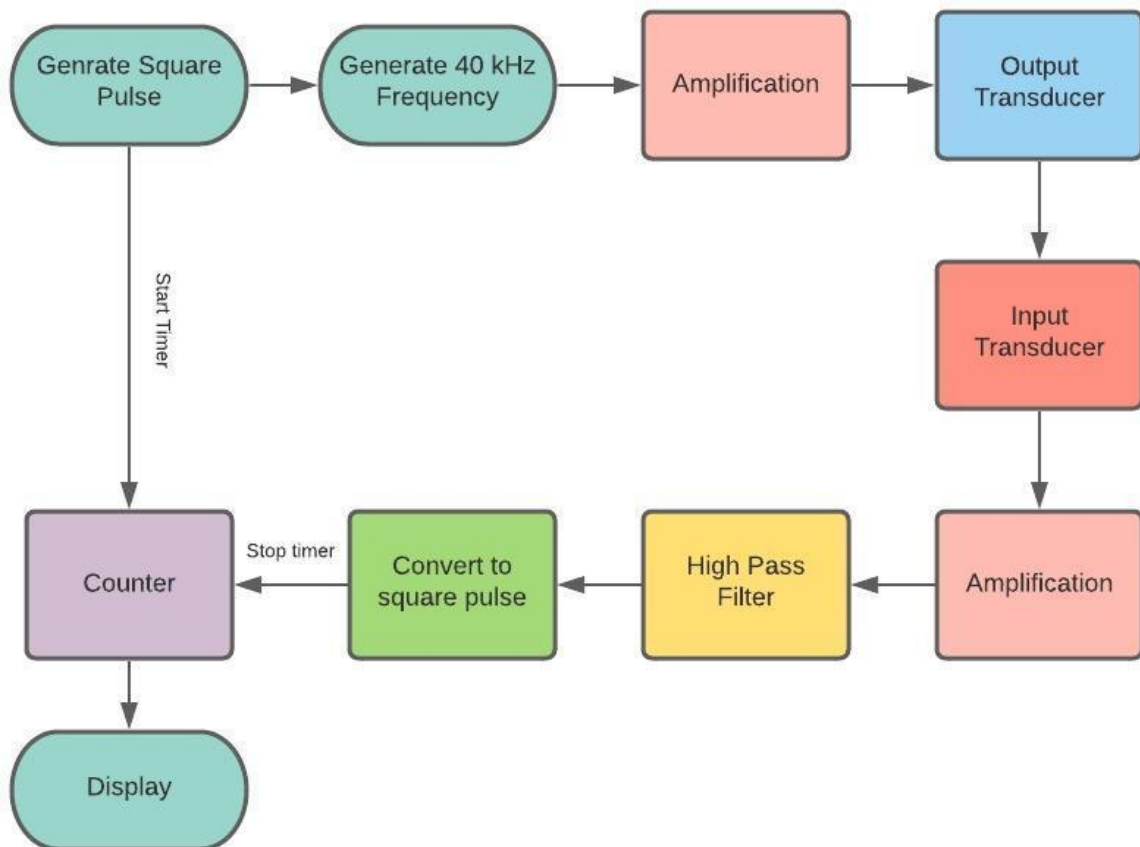 Genrate Square
Pulse
Generate 40 kHz
Frequency
Amplification
Output
Transducer
Start Timer
Input
Transducer
Counter
Stop timer
Convert to
square pulse
High Pass
Filter
Amplification
Display